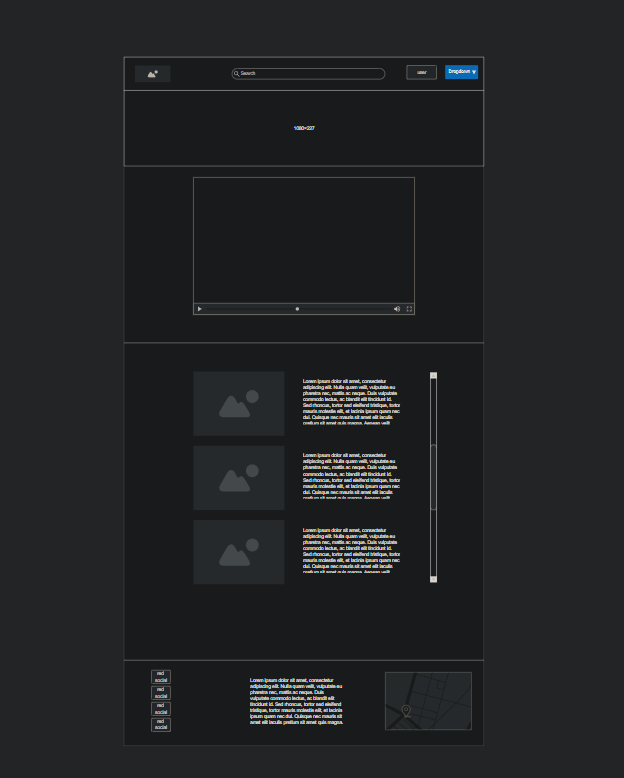 Search
user
Dropdown
Lorem ipsum dolor sit amet, consectetur
adipiscing elit. Nulla quam velit, vulputate eu
pharetra nec, mattis ac neque. Duis vulputate
commodo lectus, ac blandit elit tincidunt id.
Sed rhoncus, tortor sed eleifend tristique, tortor
mauris molestie elit, et lacinia ipsum quam nec
dui. Quisque nec mauris sit amet elit iaculis
pretium sit amet quis magna. Aenean velit
Lorem ipsum dolor sit amet, consectetur
adipiscing elit. Nulla quam velit, vulputate eu
pharetra nec, mattis ac neque. Duis vulputate
commodo lectus, ac blandit elit tincidunt id.
Sed rhoncus, tortor sed eleifend tristique, tortor
mauris molestie elit, et lacinia ipsum quam nec
dui. Quisque nec mauris sit amet elit iaculis
pretium sit amet quis magna. Aenean velit
Lorem ipsum dolor sit amet, consectetur
adipiscing elit. Nulla quam velit, vulputate eu
pharetra nec, mattis ac neque. Duis vulputate
commodo lectus, ac blandit elit tincidunt id.
Sed rhoncus, tortor sed eleifend tristique, tortor
mauris molestie elit, et lacinia ipsum quam nec
dui. Quisque nec mauris sit amet elit iaculis
pretium sit amet quis magna. Aenean velit
red
social
red
social
red
social
red
social
Lorem ipsum dolor sit amet, consectetur
adipiscing elit. Nulla quam velit, vulputate eu
pharetra nec, mattis ac neque. Duis
vulputate commodo lectus, ac blandit elit
tincidunt id. Sed rhoncus, tortor sed eleifend
tristique, tortor mauris molestie elit, et lacinia
ipsum quam nec dui. Quisque nec mauris sit
amet elit iaculis pretium sit amet quis magna.